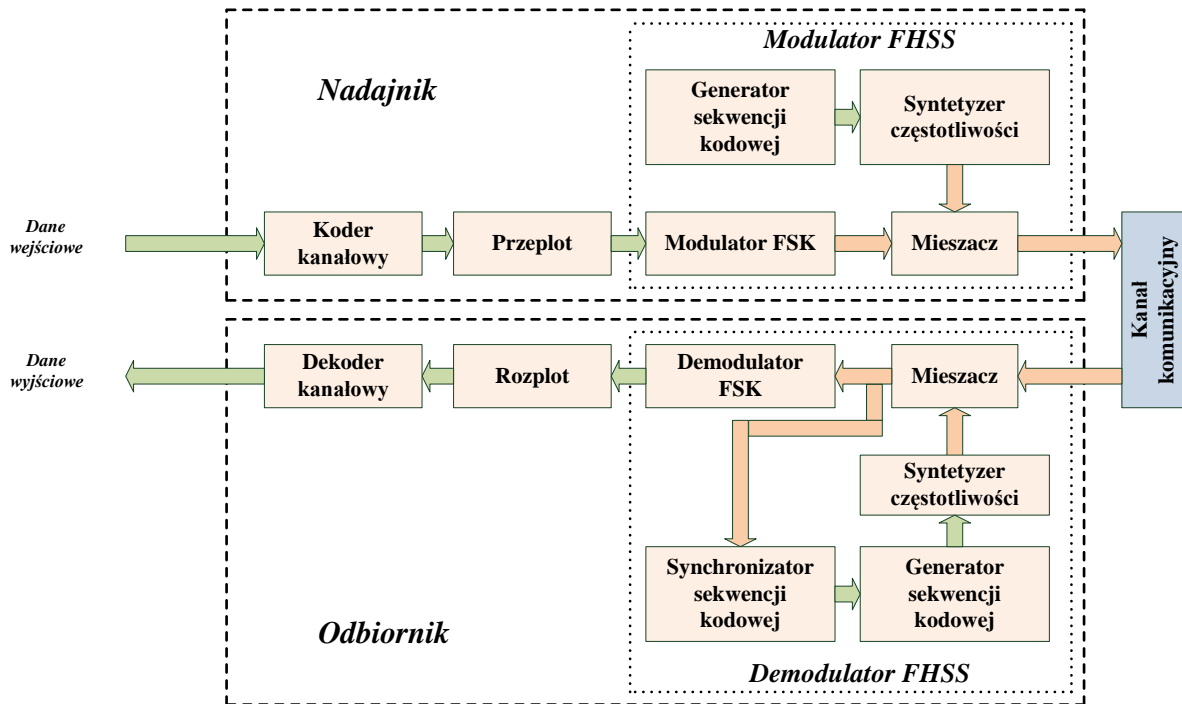 Modulator FHSS
Nadajnik
Generator
sekwencji
kodowej
Syntetyzer
częstotliwości
Dane
wejściowe
Koder
kanałowy
Przeplot
Modulator FSK
Mieszacz
Kanał
komunikacyjny
Dane
wyjściowe
Dekoder
kanałowy
Rozplot
Demodulator
FSK
Mieszacz
Syntetyzer
częstotliwości
Synchronizator
sekwencji
kodowej
Generator
sekwencji
kodowej
Odbiornik
Demodulator FHSS